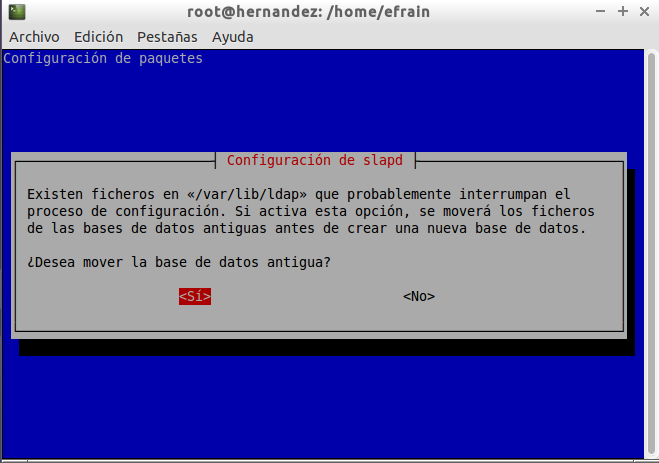 root@hernandez: /home/efrain
Archivo Edición Pestañas Ayuda
Configuración de paquetes
Configuración de slapd
Existen ficheros en «/var/lib/ldap» que probablemente interrumpan el
proceso de configuración. Si activa esta opción, se moverá los ficheros
de las bases de datos antiguas antes de crear una nueva base de datos.
¿Desea mover la base de datos antigua?
<Sí> <No>